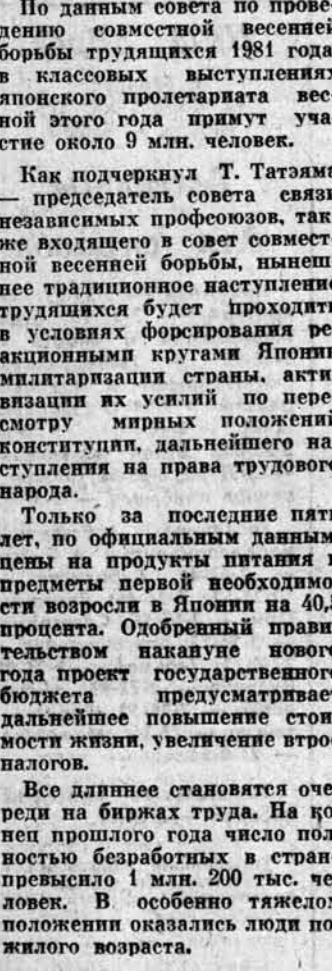 По данным совета по прове-
дению совместной весенней
борьбы трудящихся 1981 года,
в классовых выступлениях
японского пролетариата вес-
ной этого года примут уча-
стие около 9 млн. человек.
Как подчеркнул Т. Татэяма
— председатель совета связи
независимых профсоюзов, так-
же входящего в совет совмест-
ной весенней борьбы, нынеш-
нее традиционное наступление
трудящихся будет проходить
в условиях форсирования ре-
акционными кругами Японии
милитаризации страны, акти-
визации их усилий по пере-
смотру мирных положений
конституции, дальнейшего на-
ступления на права трудового
народа.
Только за последние пять
лет, по официальным данным,
цены на продукты питания и
предметы первой необходимо-
сти возросли в Японии на 40,
процента. Одобренный прави-
тельством накануне нового
года проект государственного
бюджета предусматривает
дальнейшее повышение стои-
мости жизни, увеличение втро-
налогов.
Все длиннее становятся оче-
реди на биржах труда. На ко-
нец прошлого года число пол-
ностью безработных в стране
превысило 1 млн. 200 тыс. че-
ловек. В особенно тяжелом
положении оказались люди по-
жилого возраста.